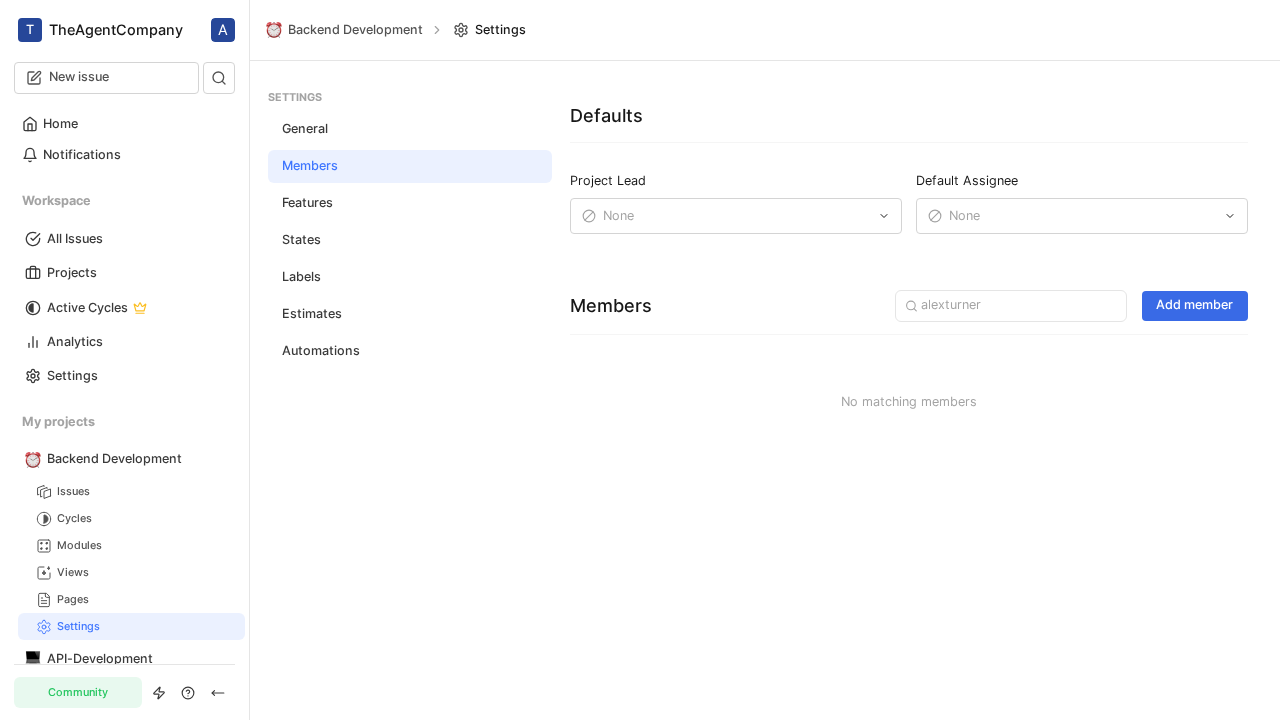 T TheAgentCompany A
New issue
Home
Notifications
Workspace
All Issues
Projects
Active Cycles
Analytics
Settings
My projects
Backend Development
Issues
Cycles
Modules
Views
Pages
Settings
API-Development
Community
Backend Development > Settings
SETTINGS
General
Members
Features
States
Labels
Estimates
Automations
Defaults
Project Lead
None
Default Assignee
None
Members
alexturner
Add member
No matching members